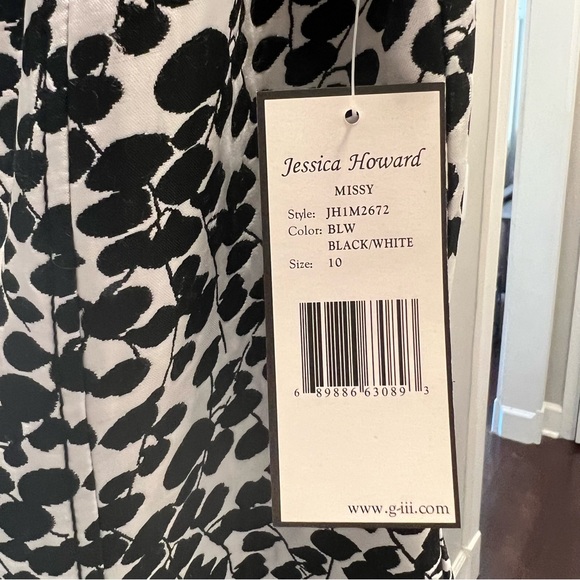 Jessica Howard
MISSY
Style: JH1M2672
Color: BLW
BLACK/WHITE
Size: 10
6 89886 63089 3
www.g-iii.com